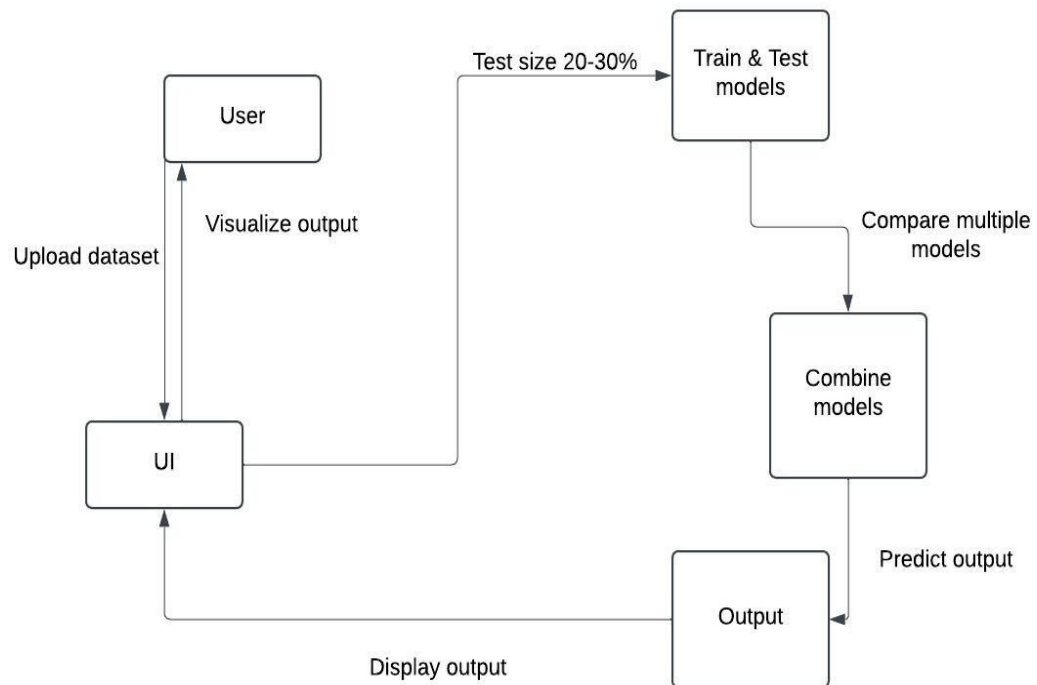 Test size 20-30%
Train & Test
models
User
Visualize output
Upload dataset
Compare multiple
models
Combine
models
UI
Predict output
Output
Display output